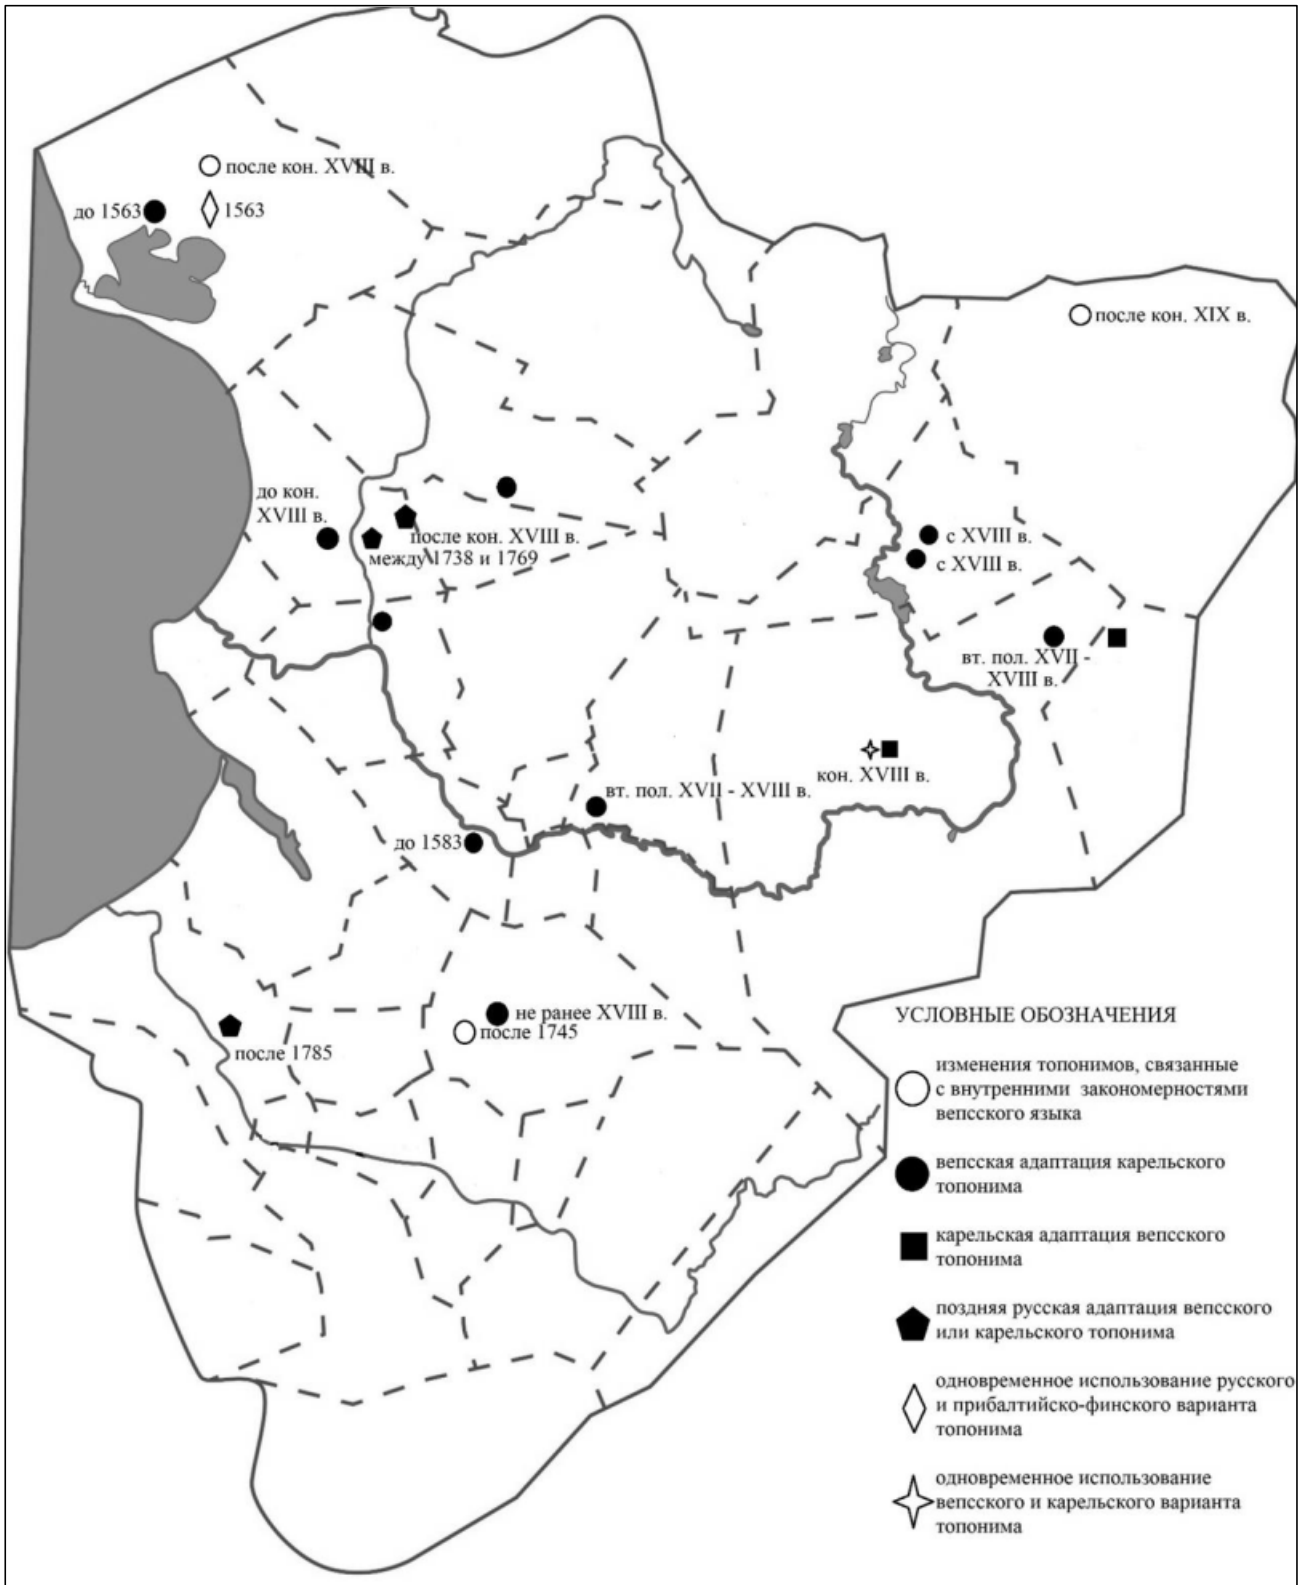 после кон. XVIII в.
до 1563
1563
после кон. XIX в.
до кон.
XVIII в.
после кон. XVIII в.
между 1738 и 1769
с XVIII в.
с XVIII в.
вт. пол. XVII -
XVIII в.
кон. XVIII в.
вт. пол. XVII - XVIII в.
до 1583
не ранее XVIII в.
после 1745
после 1785
УСЛОВНЫЕ ОБОЗНАЧЕНИЯ
изменения топонимов, связанные
с внутренними закономерностями
вепсского языка
вепсская адаптация карельского
топонима
карельская адаптация вепсского
топонима
поздняя русская адаптация вепсского
или карельского топонима
одновременное использование русского
и прибалтийско-финского варианта
топонима
одновременное использование
вепсского и карельского варианта
топонима